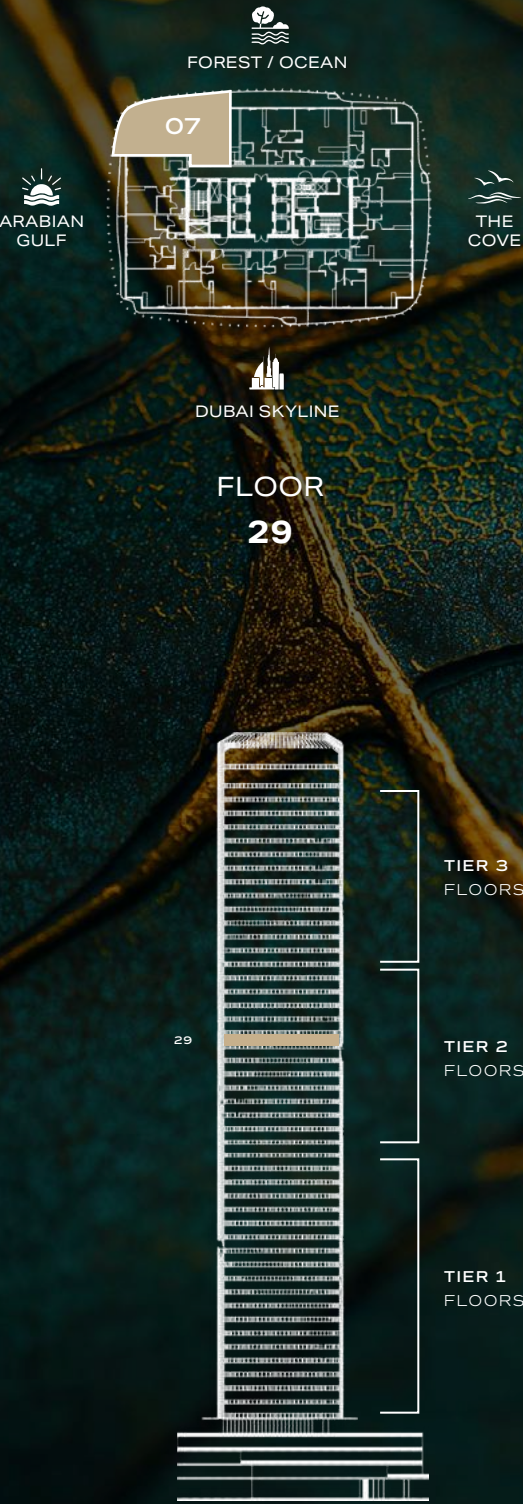 FOREST / OCEAN
07
ARABIAN
GULF
THE
COVE
DUBAI SKYLINE
FLOOR
29
TIER 3
FLOORS
29
TIER 2
FLOORS
TIER 1
FLOORS